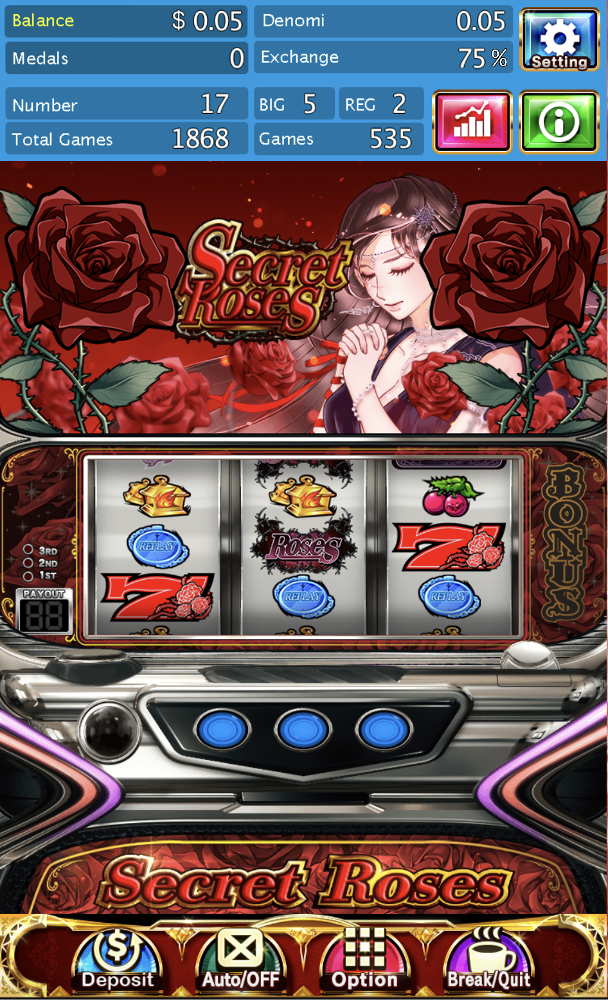 Balance $ 0.05 Denomi 0.05
Medals 0 Exchange 75 %
Setting
Number 17 BIG 5 REG 2
Total Games 1868 Games 535
Secret
Roses
BONUS
REPLAY
Roses
3RD
2ND
1ST
REPLAY
REPLAY
PAYOUT
Secret Roses
Deposit Auto/OFF Option Break/Quit